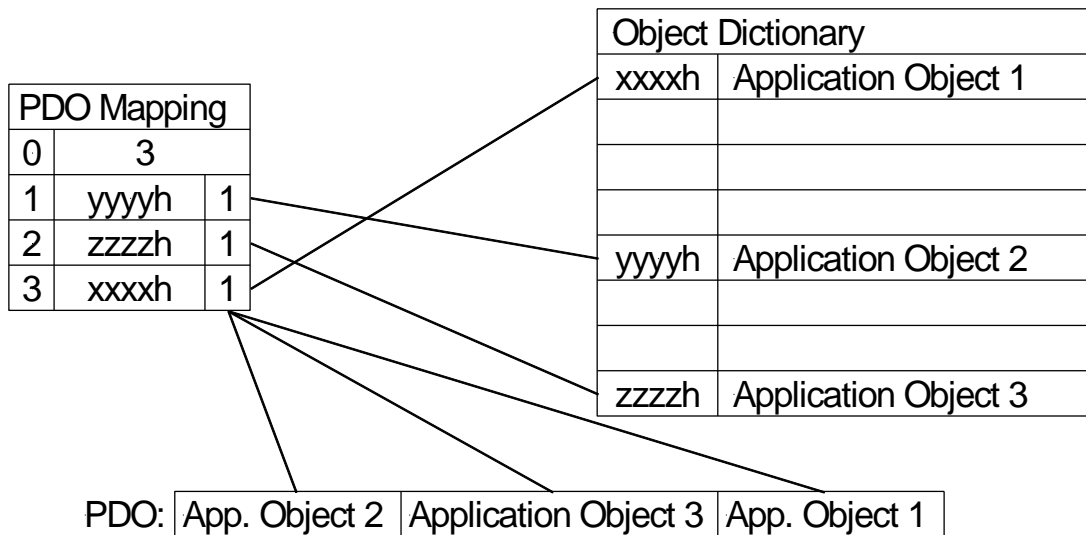 Object Dictionary
xxxxh Application Object 1
PDO Mapping
0 3
1 yyyyh 1
2 zzzzh 1
3 xxxxh 1
yyyyh Application Object 2
zzzzh Application Object 3
PDO: App. Object 2 Application Object 3 App. Object 1